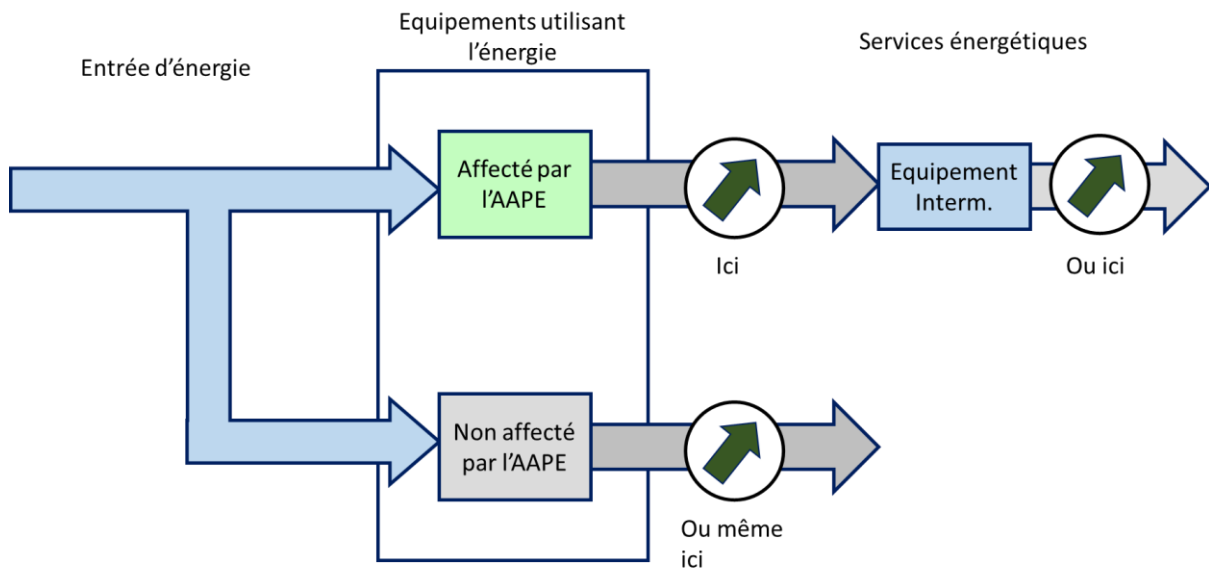 Equipements utilisant
l'énergie
Services énergétiques
Entrée d'énergie
Affecté par
l'AAPE
Equipement
Interm.
Ici
Ou ici
Non affecté
par l'AAPE
Ou même
ici